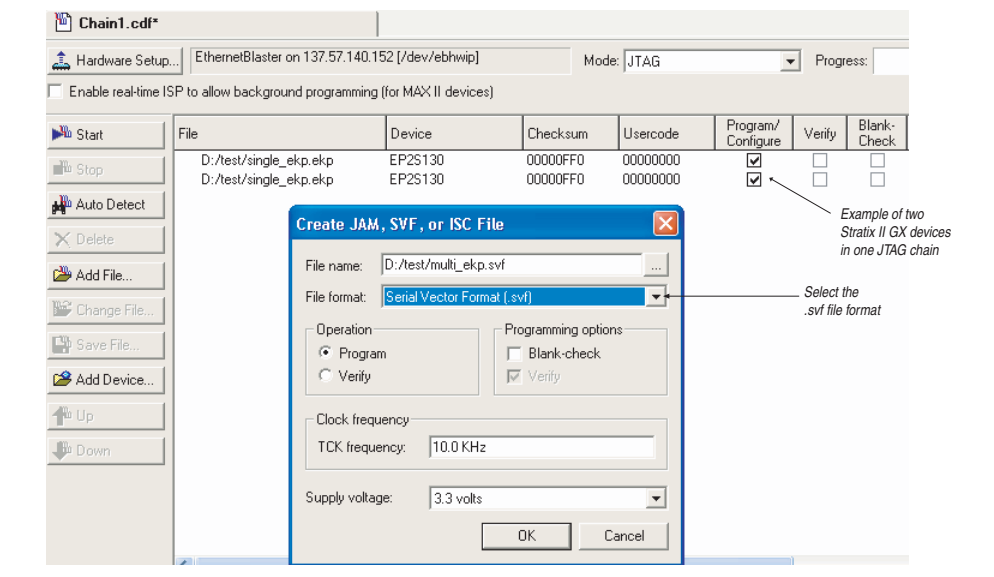 Chain1.cdf*
Hardware Setup... EthernetBlaster on 137.57.140.152 [/dev/ebhwip] Mode: JTAG Progress:
Enable real-time ISP to allow background programming (for MAX II devices)
Start
Stop
Auto Detect
Delete
Add File...
Change File...
Save File...
Add Device...
Up
Down
File Device Checksum Usercode Program/ Configure Verify Blank- Check
D:/test/single_ekp.ekp EP2S130 00000FF0 00000000
D:/test/single_ekp.ekp EP2S130 00000FF0 00000000
Example of two
Stratix II GX devices
in one JTAG chain
Create JAM, SVF, or ISC File
File name: D:/test/multi_ekp.svf ...
File format: Serial Vector Format (.svf)
Select the
.svf file format
Operation
Program
Verify
Programming options
Blank-check
Verify
Clock frequency
TCK frequency: 10.0 KHz
Supply voltage: 3.3 volts
OK Cancel